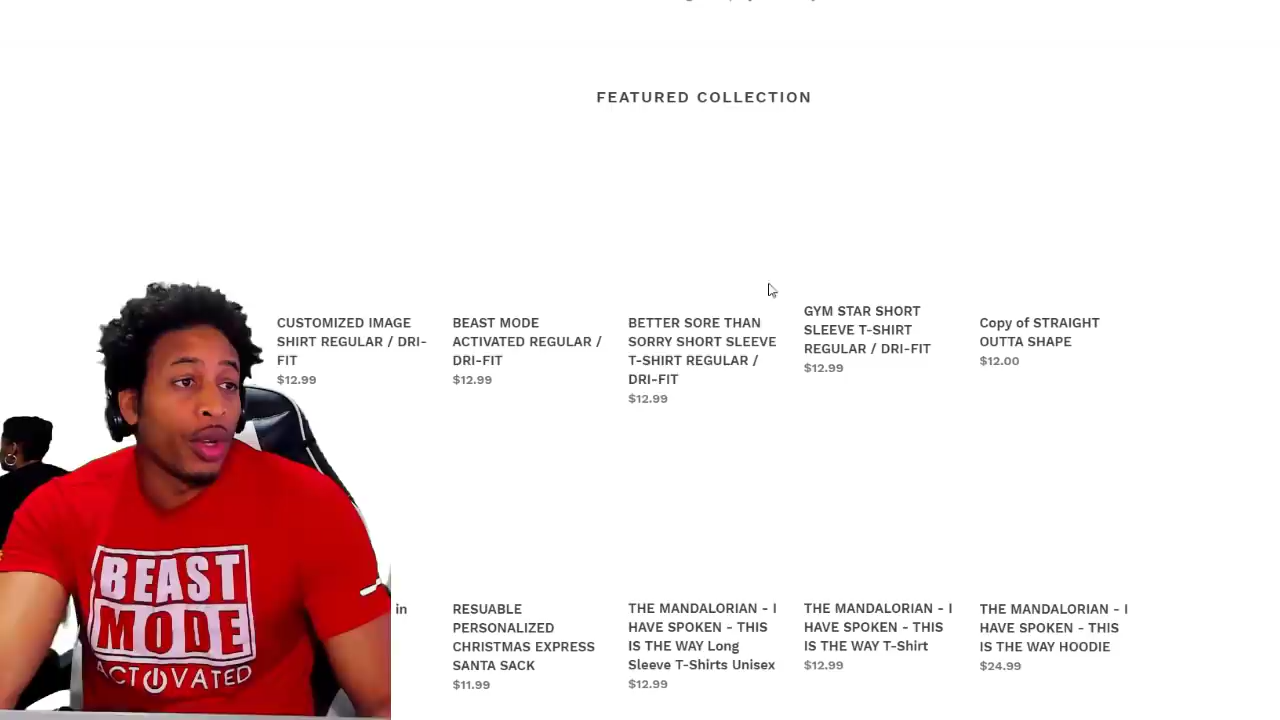 FEATURED COLLECTION
CUSTOMIZED IMAGE
SHIRT REGULAR / DRI-
FIT
$12.99
BEAST MODE
ACTIVATED REGULAR /
DRI-FIT
$12.99
BETTER SORE THAN
SORRY SHORT SLEEVE
T-SHIRT REGULAR /
DRI-FIT
$12.99
GYM STAR SHORT
SLEEVE T-SHIRT
REGULAR / DRI-FIT
$12.99
Copy of STRAIGHT
OUTTA SHAPE
$12.00
in
RESUABLE
PERSONALIZED
CHRISTMAS EXPRESS
SANTA SACK
$11.99
THE MANDALORIAN - I
HAVE SPOKEN - THIS
IS THE WAY Long
Sleeve T-Shirts Unisex
$12.99
THE MANDALORIAN - I
HAVE SPOKEN - THIS
IS THE WAY T-Shirt
$12.99
THE MANDALORIAN - I
HAVE SPOKEN - THIS
IS THE WAY HOODIE
$24.99
BEAST
MODE
ACTIVATED